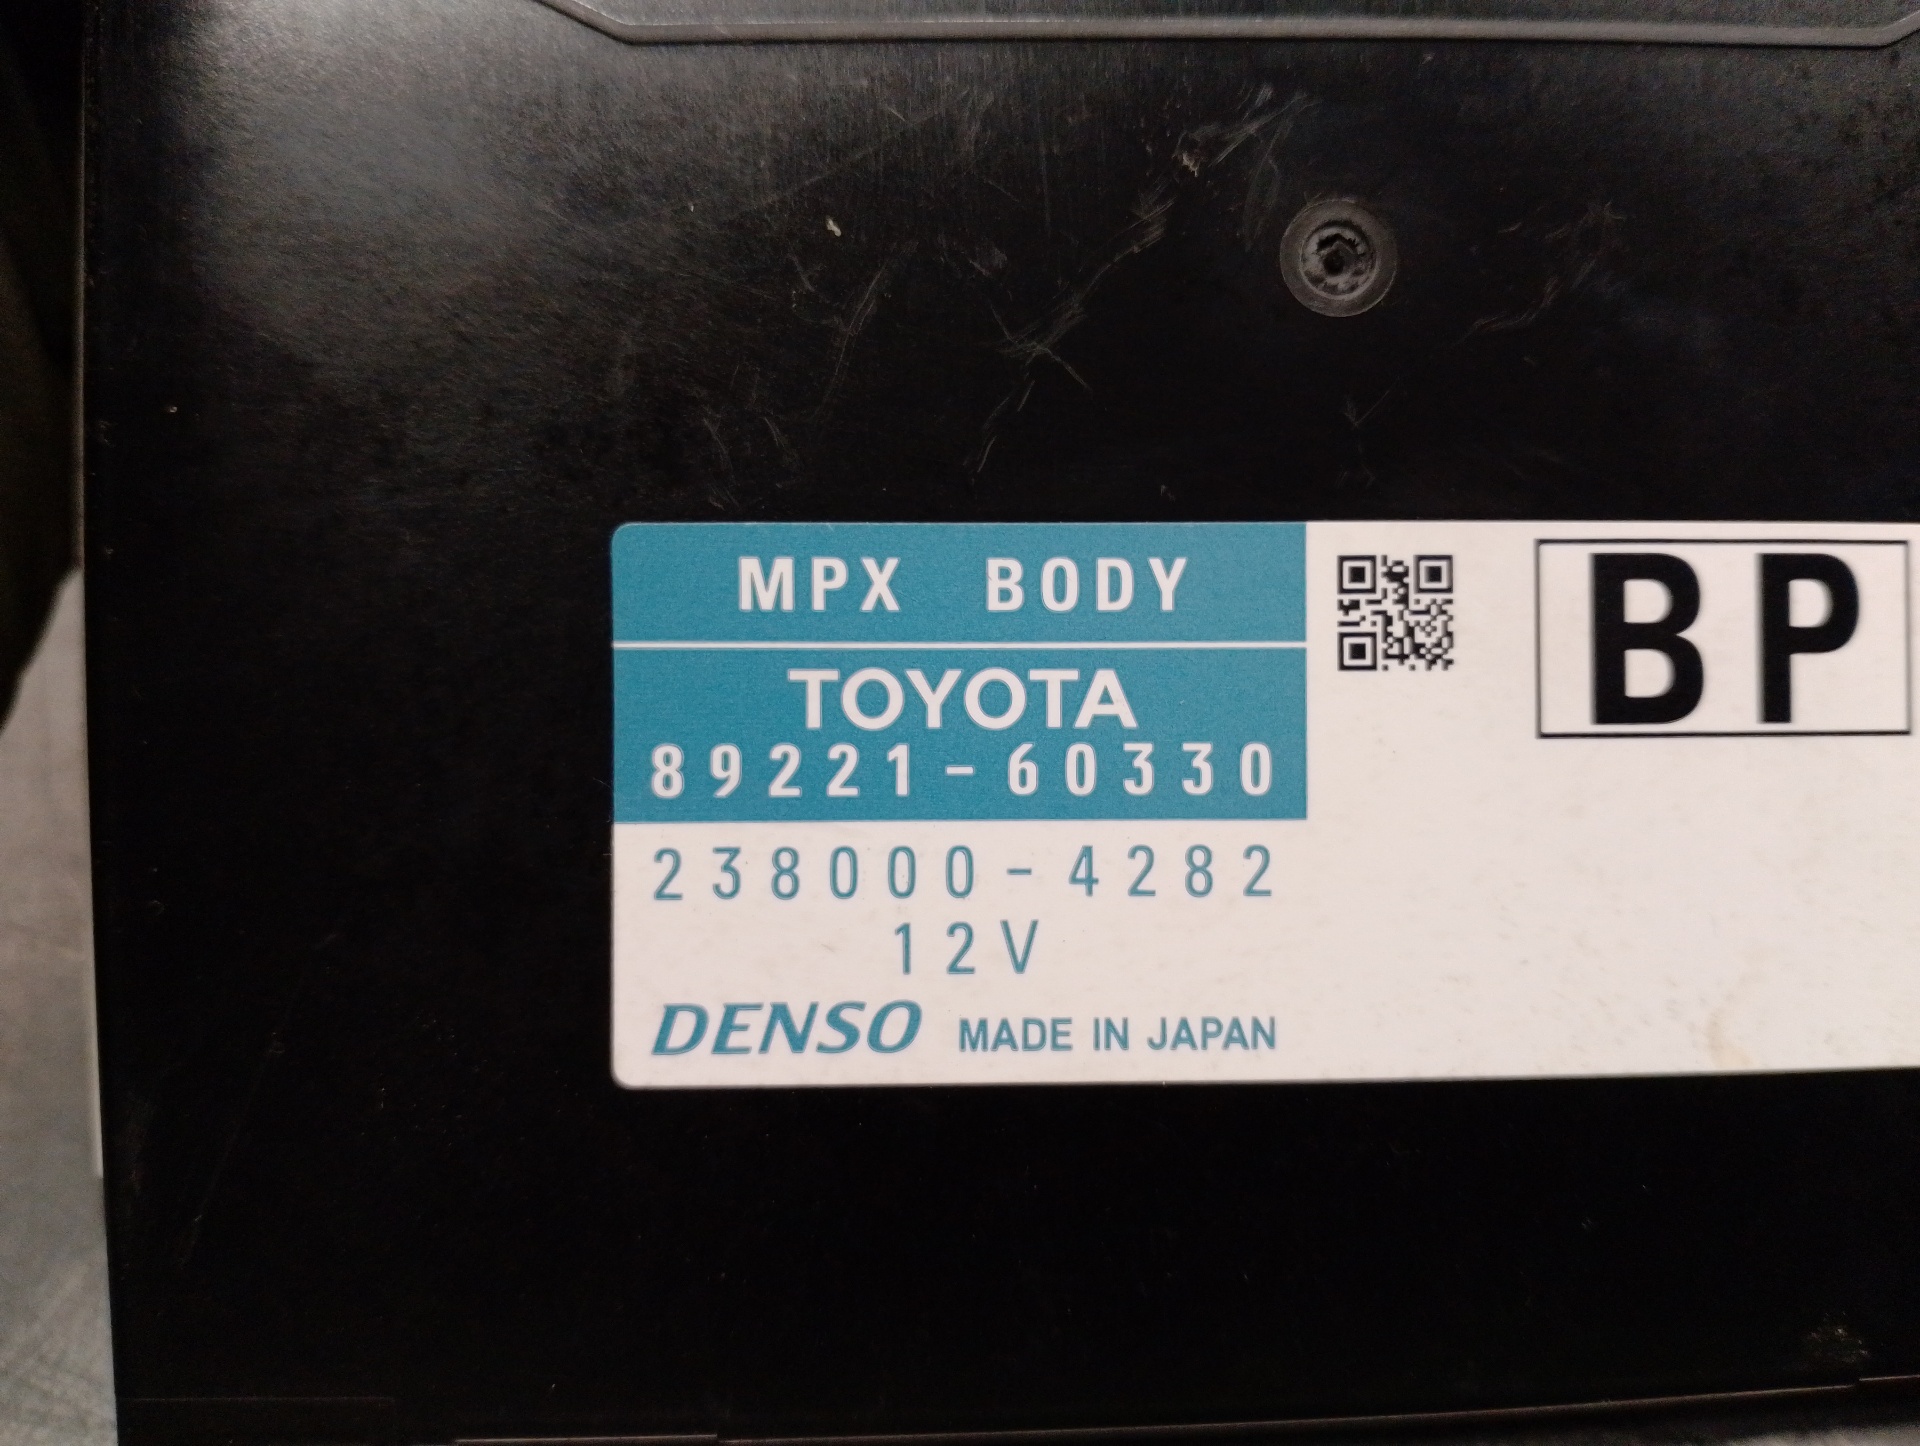 MPX BODY
TOYOTA
89221-60330
238000-4282
12V
DENSO MADE IN JAPAN
BP